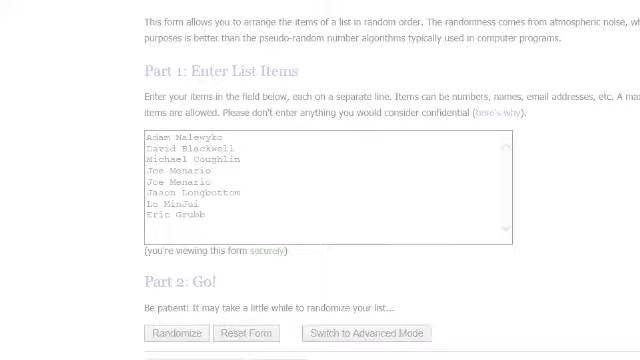 This form allows you to arrange the items of a list in random order. The randomness comes from atmospheric noise, w
purposes is better than the pseudo-random number algorithms typically used in computer programs.
Part 1: Enter List Items
Enter your items in the field below, each on a separate line. Items can be numbers, names, email addresses, etc. A max
items are allowed. Please don't enter anything you would consider confidential (here's why).
Adam Nalewyko
David Blackwell
Michael Coughlin
Joe Menario
Joe Menario
Jason Longbottom
Lo MinJui
Eric Grubb
(you're viewing this form securely)
Part 2: Go!
Be patient! It may take a little while to randomize your list...
Randomize Reset Form Switch to Advanced Mode